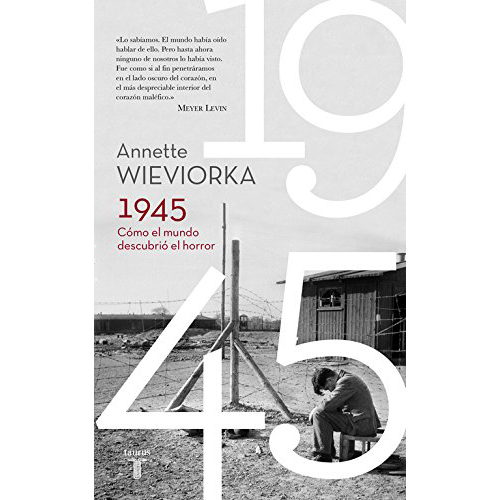 «Lo sabíamos. El mundo había oído
hablar de ello. Pero hasta ahora
ninguno de nosotros lo había visto.
Fue como si al fin penetráramos
en el lado oscuro del corazón, en
el más despreciable interior del
corazón maléfico.»
MEYER LEVIN
19
Annette
WIEVIORKA
1945
Cómo el mundo
descubrió el horror
45
taurus